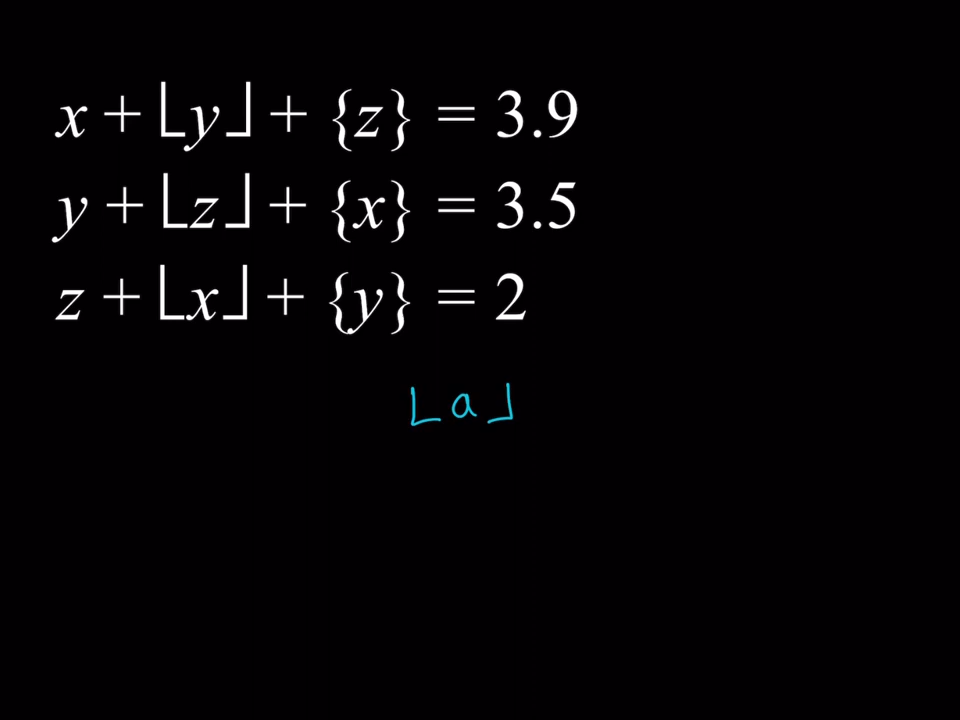 x + ⌊y⌋ + {z} = 3.9
y + ⌊z⌋ + {x} = 3.5
z + ⌊x⌋ + {y} = 2
⌊a⌋